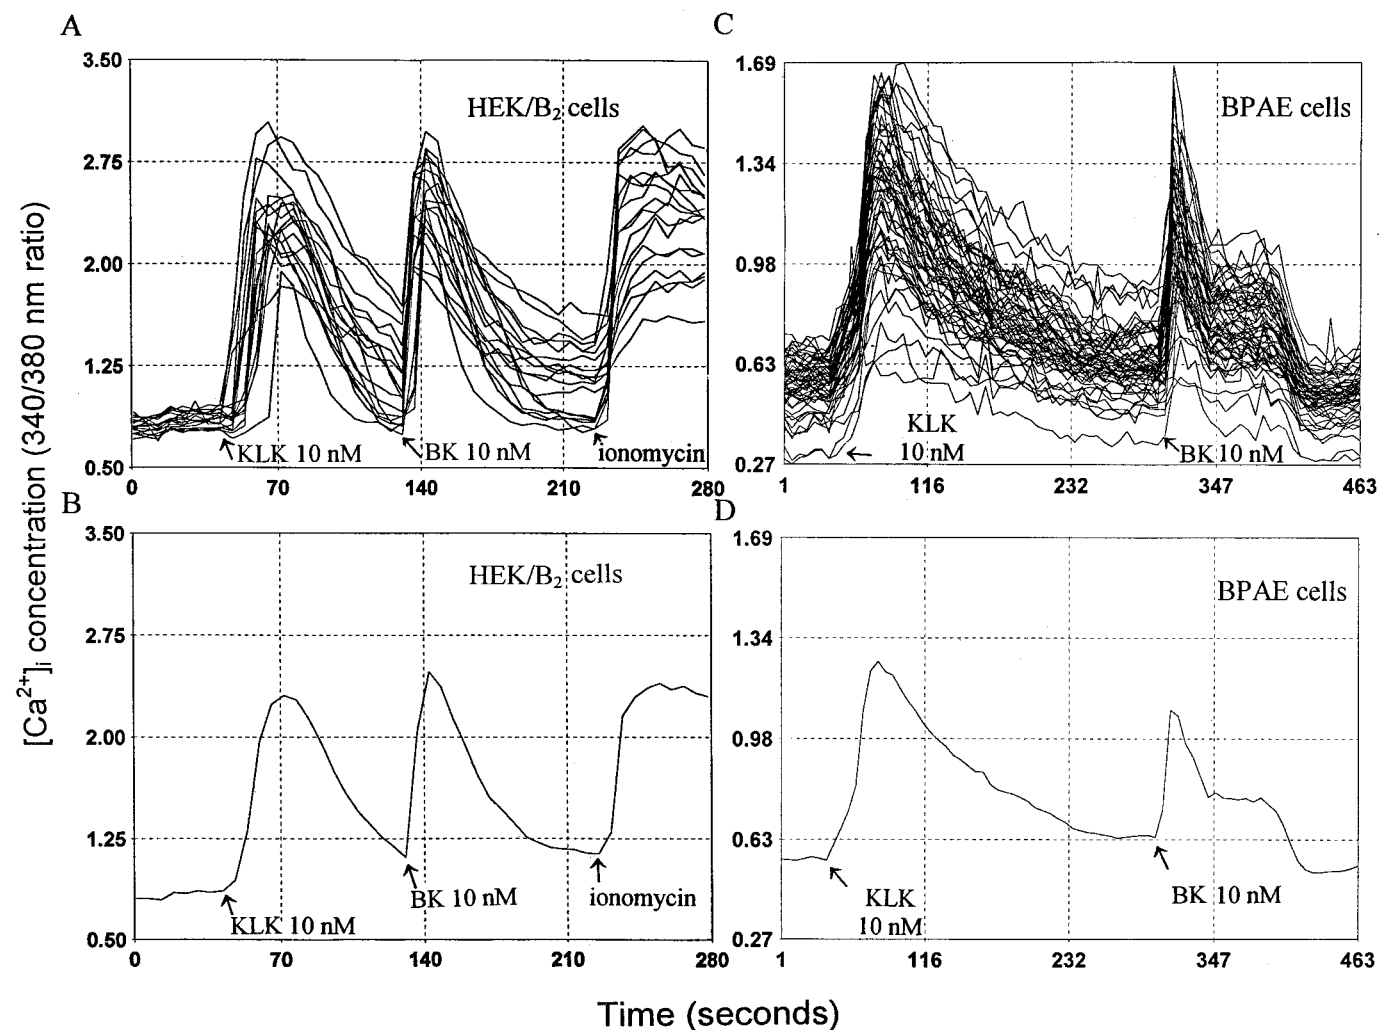 A
3.50
2.75
2.00
1.25
0.50
HEK/B2 cells
KLK 10 nM
BK 10 nM
ionomycin
0 70 140 210 280
C
1.69
1.34
0.98
0.63
0.27
BPAE cells
KLK
10 nM
BK 10 nM
1 116 232 347 463
B
3.50
2.75
2.00
1.25
0.50
HEK/B2 cells
KLK 10 nM
BK 10 nM
ionomycin
0 70 140 210 280
D
1.69
1.34
0.98
0.63
0.27
BPAE cells
KLK
10 nM
BK 10 nM
1 116 232 347 463
[Ca2+]i concentration (340/380 nm ratio)
Time (seconds)